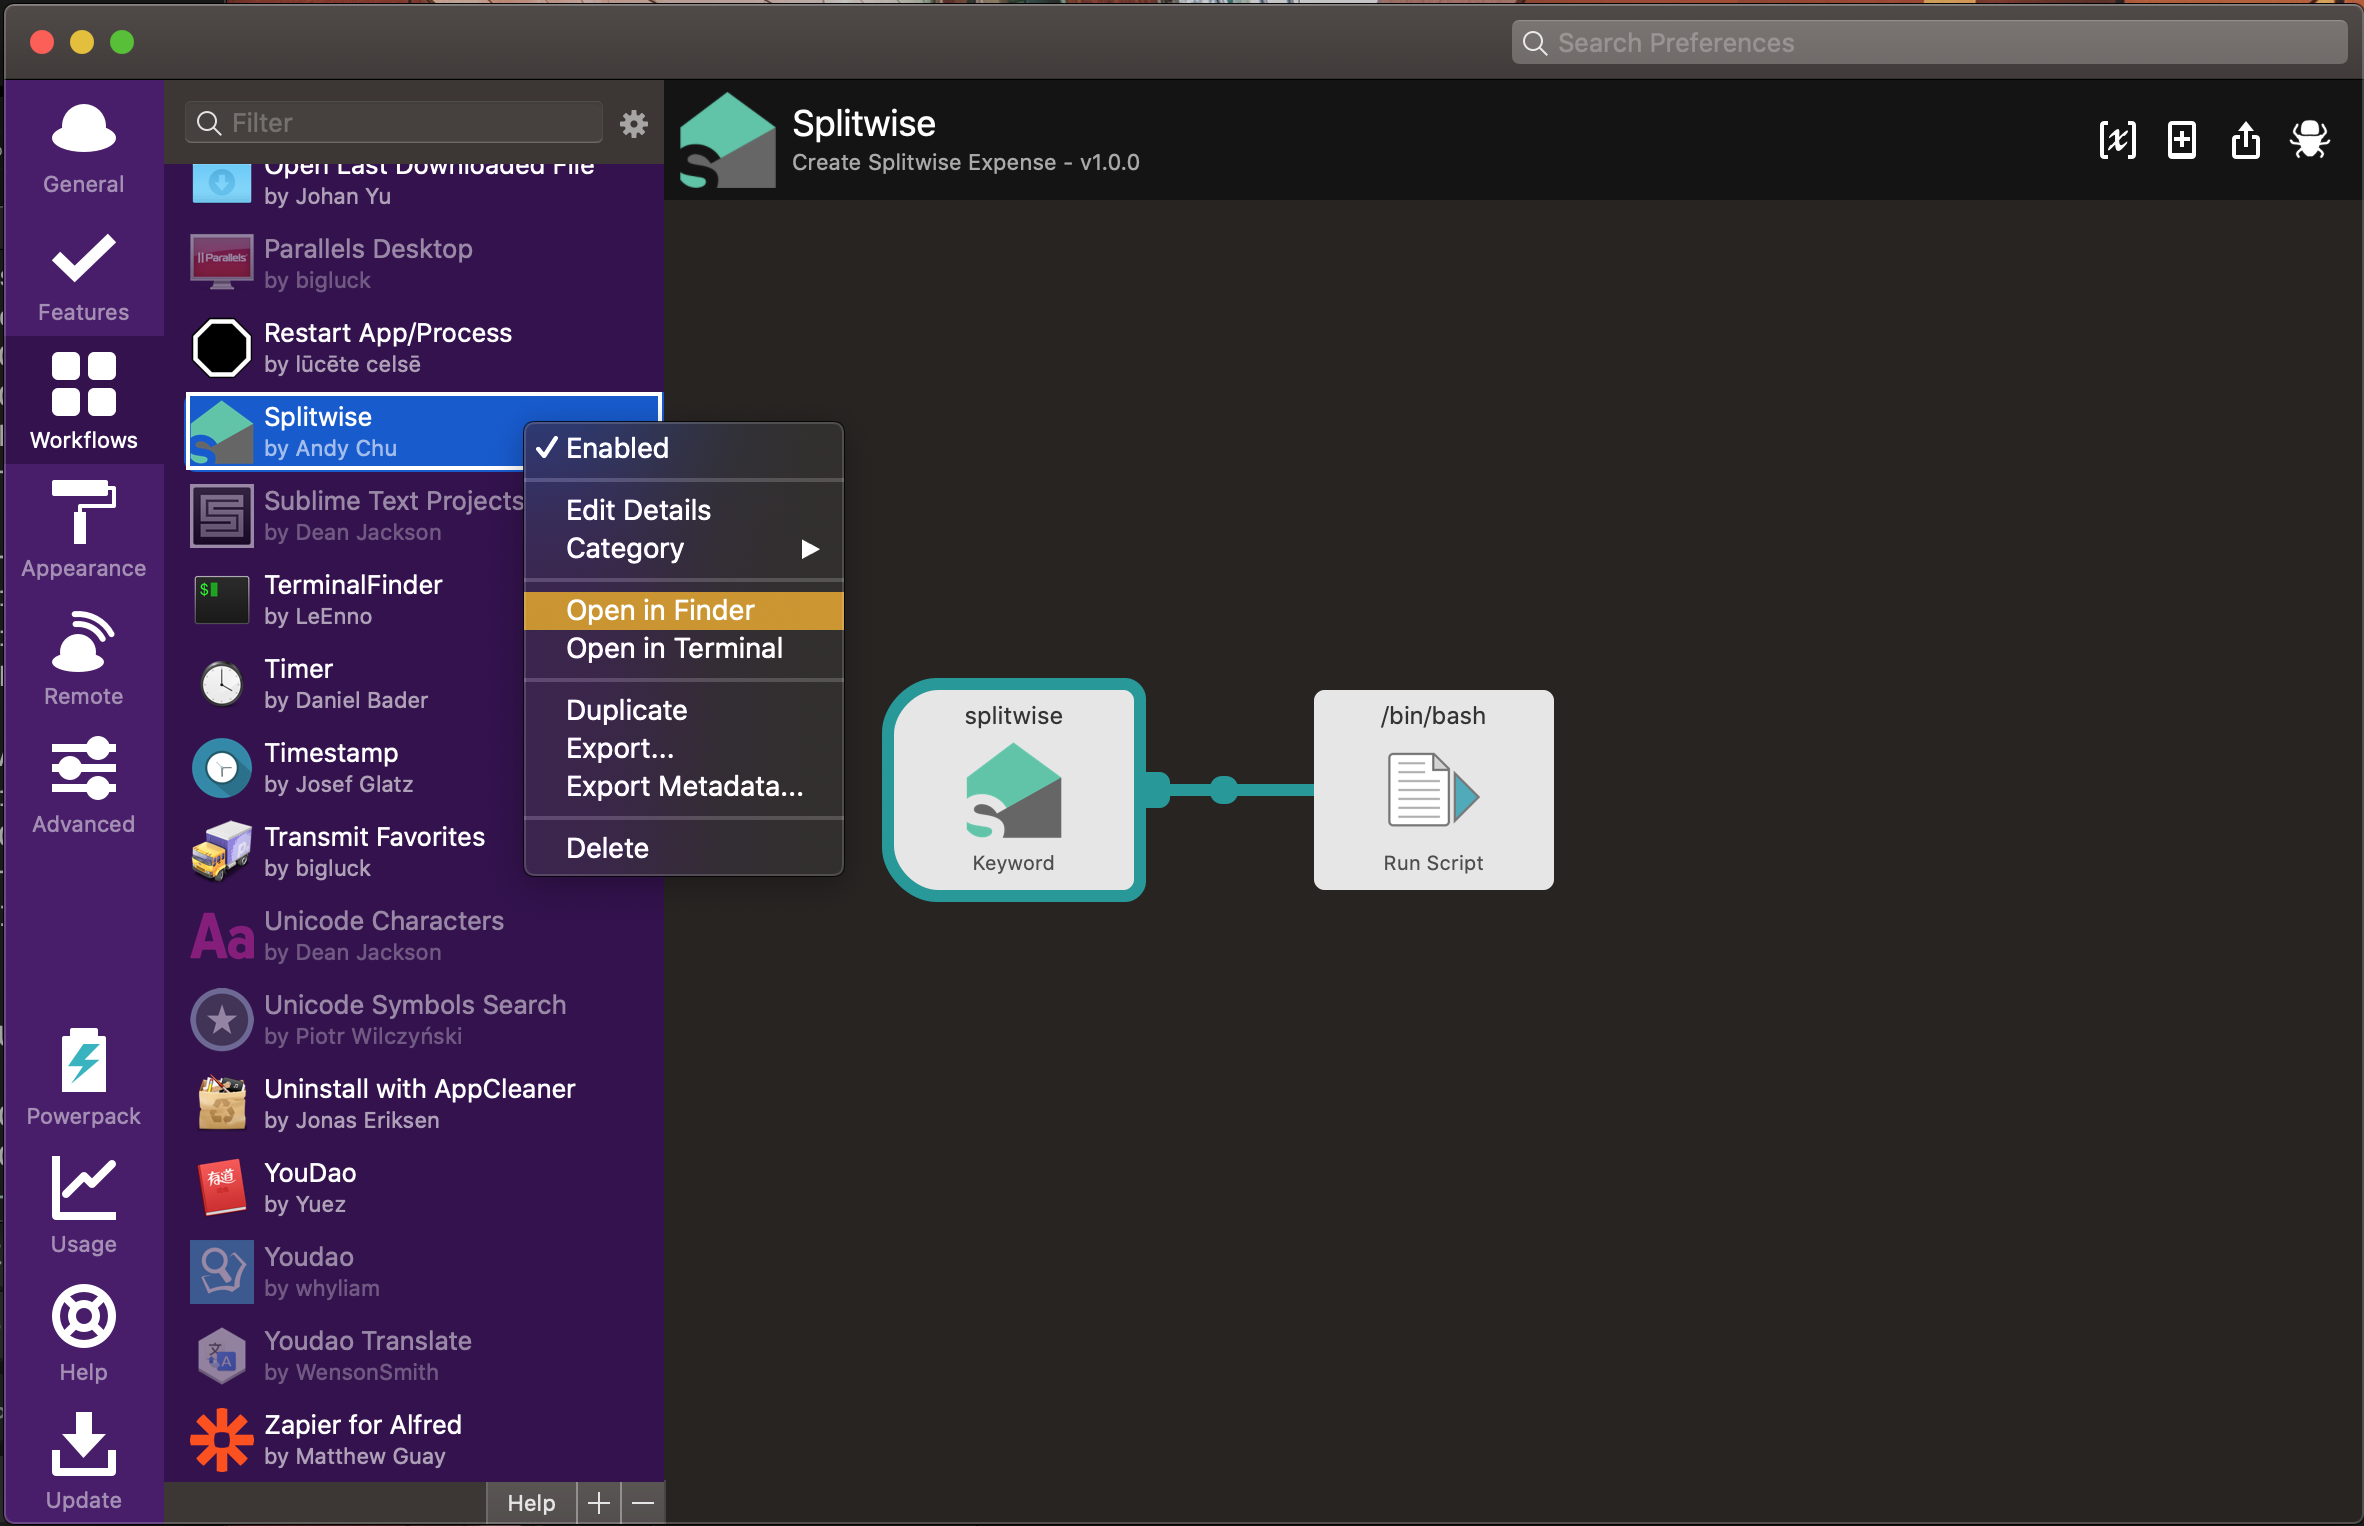 Search Preferences
General
Features
Workflows
Appearance
Remote
Advanced
Powerpack
Usage
Help
Update
Filter
Open Last Downloaded File
by Johan Yu
Parallels Desktop
by bigluck
Restart App/Process
by lūcēte celsē
Splitwise
by Andy Chu
Sublime Text Projects
by Dean Jackson
TerminalFinder
by LeEnno
Timer
by Daniel Bader
Timestamp
by Josef Glatz
Transmit Favorites
by bigluck
Unicode Characters
by Dean Jackson
Unicode Symbols Search
by Piotr Wilczyński
Uninstall with AppCleaner
by Jonas Eriksen
YouDao
by Yuez
Youdao
by whyliam
Youdao Translate
by WensonSmith
Zapier for Alfred
by Matthew Guay
Help
Parallels
$
Aa
有道
文
A
Enabled
Edit Details
Category
Open in Finder
Open in Terminal
Duplicate
Export...
Export Metadata...
Delete
Splitwise
Create Splitwise Expense - v1.0.0
splitwise
Keyword
/bin/bash
Run Script